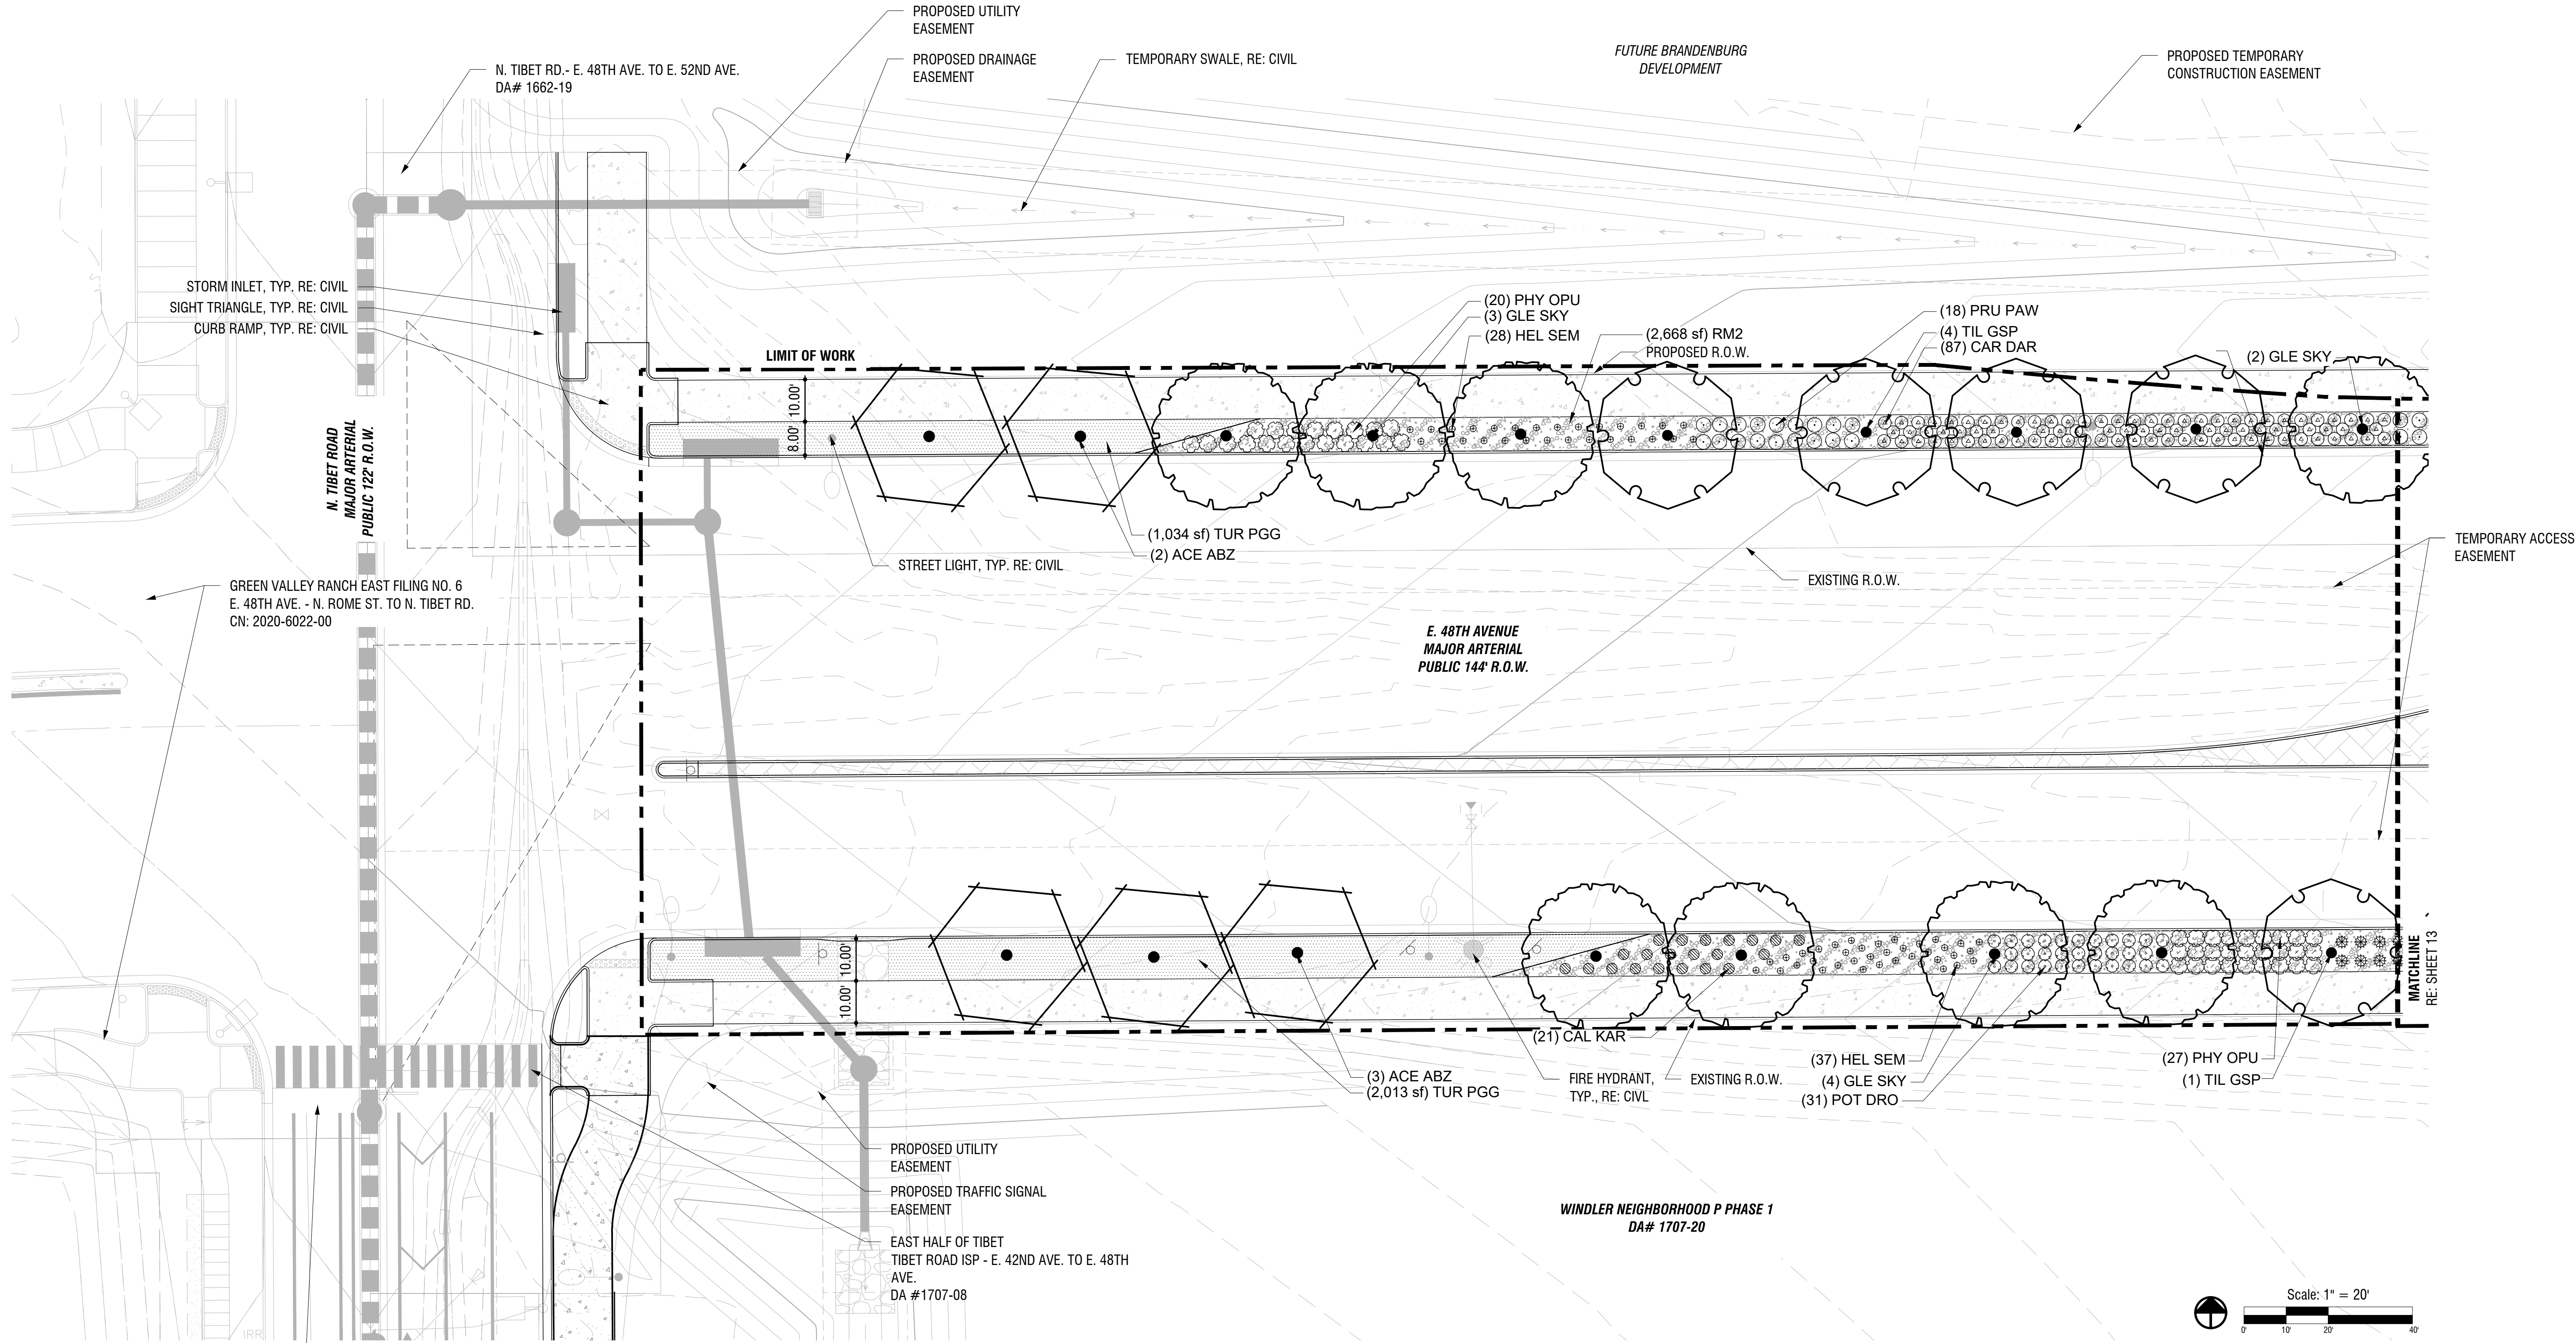 PROPOSED UTILITY
EASEMENT
PROPOSED DRAINAGE
EASEMENT
TEMPORARY SWALE, RE: CIVIL
FUTURE BRANDENBURG
DEVELOPMENT
PROPOSED TEMPORARY
CONSTRUCTION EASEMENT
N. TIBET RD.- E. 48TH AVE. TO E. 52ND AVE.
DA# 1662-19
STORM INLET, TYP. RE: CIVIL
SIGHT TRIANGLE, TYP. RE: CIVIL
CURB RAMP, TYP. RE: CIVIL
LIMIT OF WORK
(20) PHY OPU
(3) GLE SKY
(28) HEL SEM
(2,668 sf) RM2
PROPOSED R.O.W.
(18) PRU PAW
(4) TIL GSP
(87) CAR DAR
(2) GLE SKY
10.00'
8.00'
N. TIBET ROAD
MAJOR ARTERIAL
PUBLIC 122' R.O.W.
(1,034 sf) TUR PGG
(2) ACE ABZ
STREET LIGHT, TYP. RE: CIVIL
EXISTING R.O.W.
TEMPORARY ACCESS
EASEMENT
GREEN VALLEY RANCH EAST FILING NO. 6
E. 48TH AVE. - N. ROME ST. TO N. TIBET RD.
CN: 2020-6022-00
E. 48TH AVENUE
MAJOR ARTERIAL
PUBLIC 144' R.O.W.
10.00'
10.00'
MATCHLINE
RE: SHEET 13
(21) CAL KAR
(3) ACE ABZ
(2,013 sf) TUR PGG
FIRE HYDRANT,
TYP., RE: CIVL
EXISTING R.O.W.
(37) HEL SEM
(4) GLE SKY
(31) POT DRO
(27) PHY OPU
(1) TIL GSP
PROPOSED UTILITY
EASEMENT
PROPOSED TRAFFIC SIGNAL
EASEMENT
EAST HALF OF TIBET
TIBET ROAD ISP - E. 42ND AVE. TO E. 48TH
AVE.
DA #1707-08
WINDLER NEIGHBORHOOD P PHASE 1
DA# 1707-20
IRR
Scale: 1" = 20'
0' 10' 20' 40'